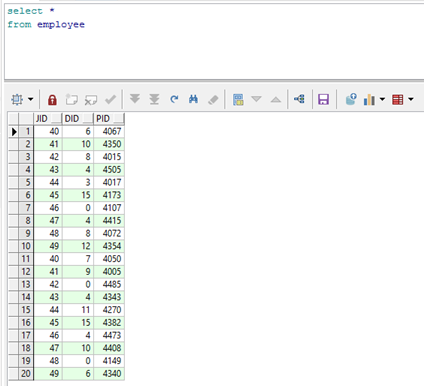 select *
from employee
JID DID PID
1 40 6 4067
2 41 10 4350
3 42 8 4015
4 43 4 4505
5 44 3 4017
6 45 15 4173
7 46 0 4107
8 47 4 4415
9 48 8 4072
10 49 12 4354
11 40 7 4050
12 41 9 4005
13 42 0 4485
14 43 4 4343
15 44 11 4270
16 45 15 4382
17 46 4 4473
18 47 10 4408
19 48 0 4149
20 49 6 4340